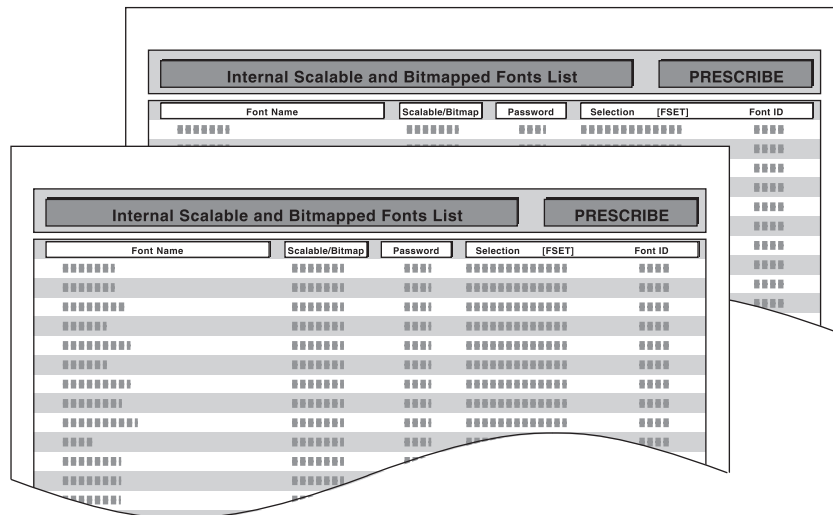 Internal Scalable and Bitmapped Fonts List PRESCRIBE
Font Name Scalable/Bitmap Password Selection [FSET] Font ID
Internal Scalable and Bitmapped Fonts List PRESCRIBE
Font Name Scalable/Bitmap Password Selection [FSET] Font ID